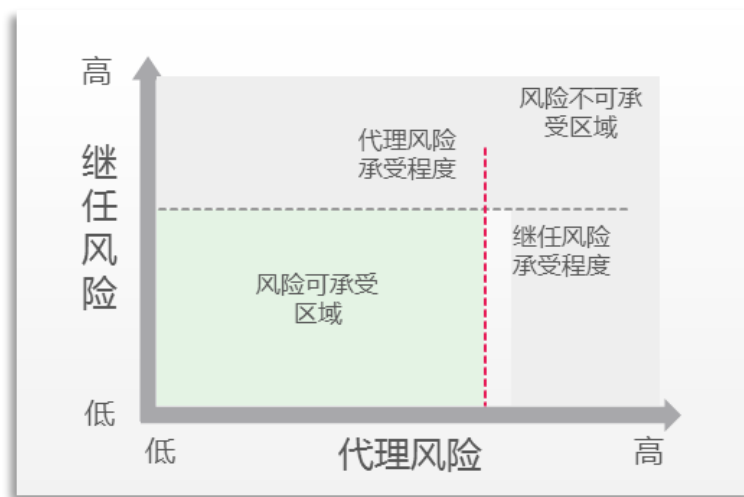 高
风险不可承
受区域
代理风险
承受程度
继
任
风
险
继任风险
承受程度
风险可承受
区域
低
低
代理风险
高